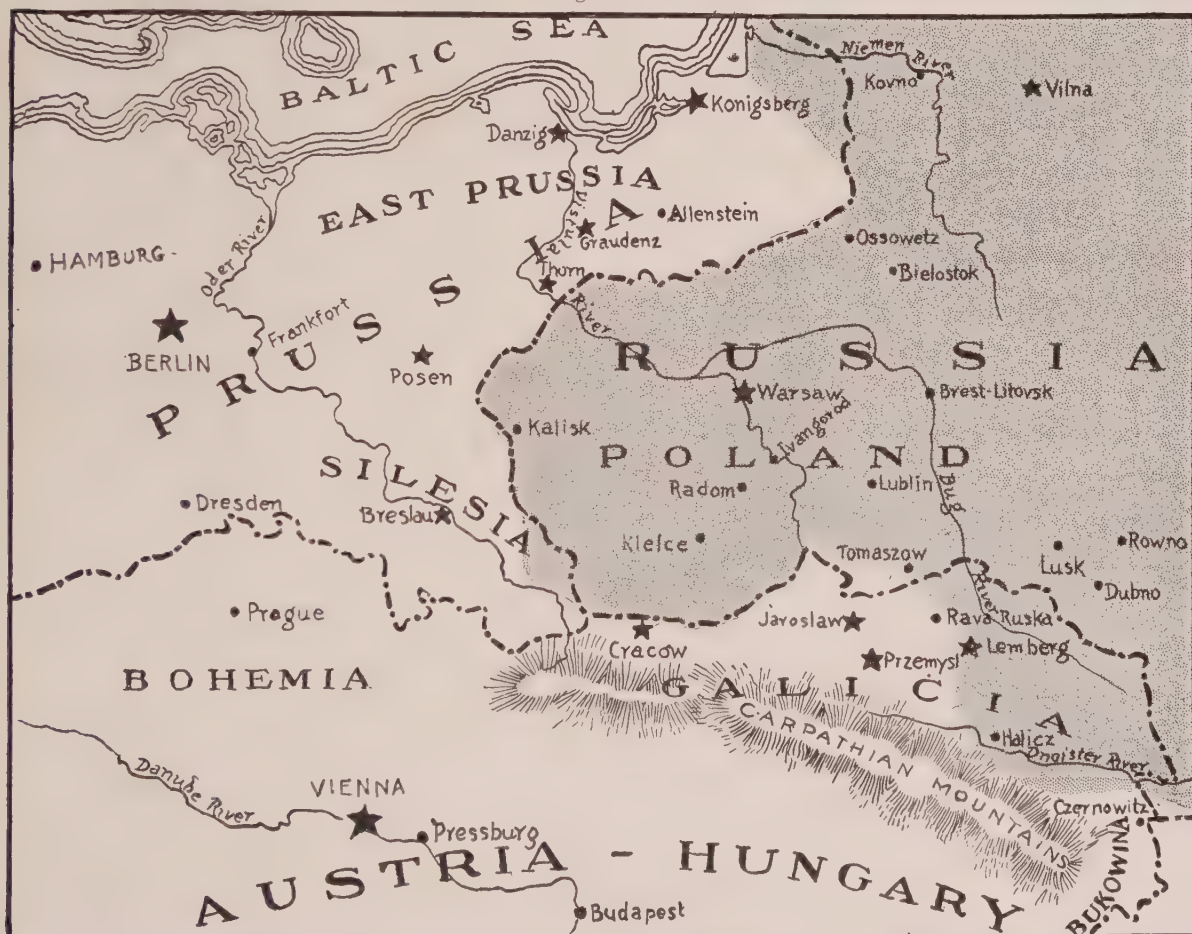 BALTIC SEA
Niemen River
Kovno
Vilna
Konigsberg
Danzig
EAST PRUSSIA
Vistula
Allenstein
Graudenz
HAMBURG
Oder River
Ossowetz
Bielostok
Thorn
River
Frankfort
BERLIN
PRUSSIA
Posen
RUSSIA
Warsaw
Brest-Litovsk
Ivangorod
Kalisk
POLAND
SILESIA
Radom
Lublin
Bug
Dresden
Breslau
Kielce
Tomaszow
Lusk
Rowno
Dubno
River
Prague
Jaroslaw
Rava Ruska
Cracow
Przemysl
Lemberg
BOHEMIA
GALICIA
CARPATHIAN MOUNTAINS
Halicz
Dneister River
Danube River
VIENNA
Pressburg
Czernowitz
AUSTRIA - HUNGARY
BUKOWINA
Budapest